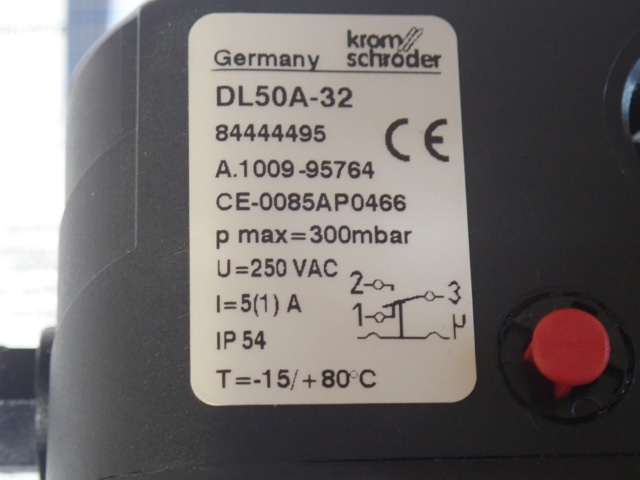 Germany krom schröder
DL50A-32
84444495 CE
A.1009-95764
CE-0085AP0466
p max=300mbar
U=250 VAC
I=5(1) A
IP 54
T=-15/+80°C
2
3
1
µ